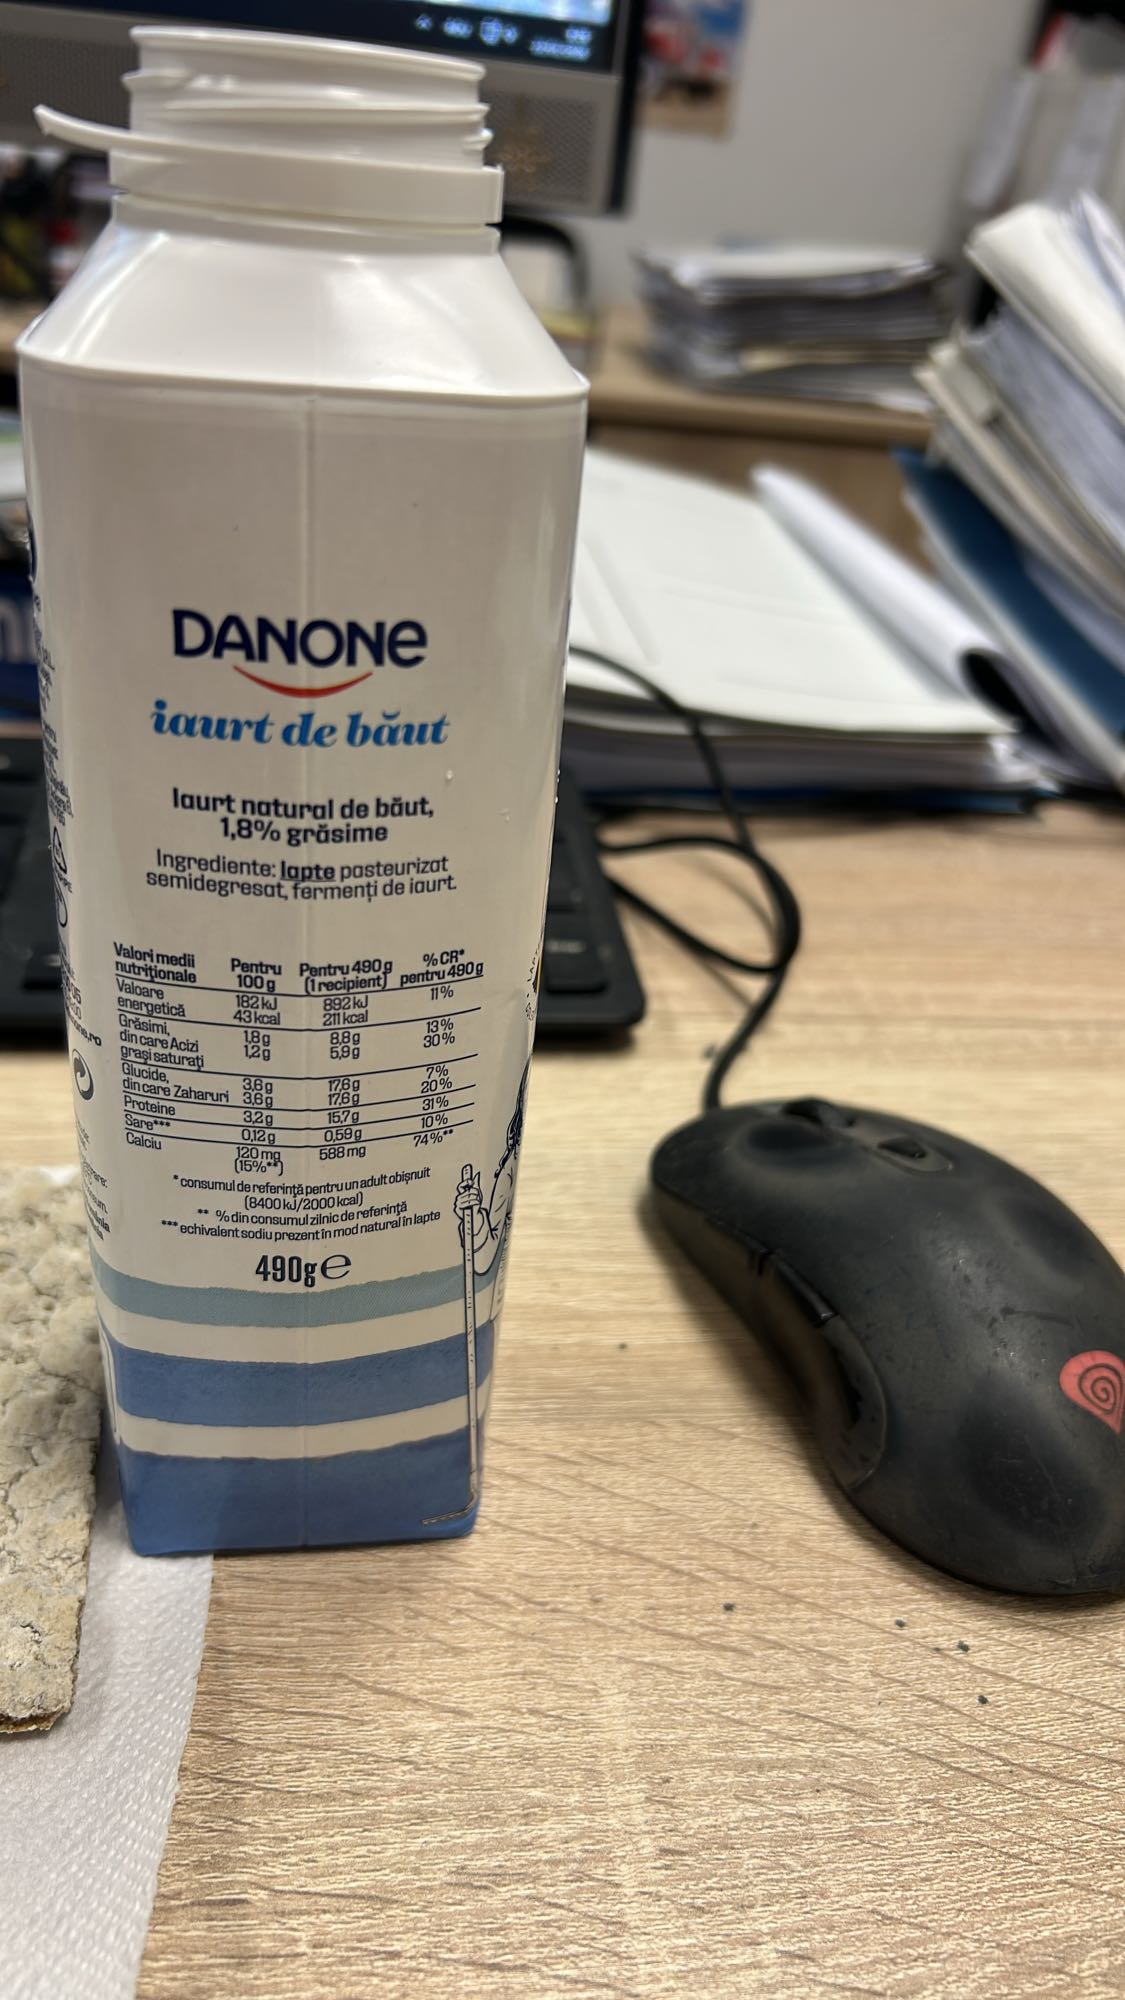 DANONE
iaurt de băut
Iaurt natural de băut,
1,8% grăsime
Ingrediente: lapte pasteurizat
semidegresat, fermenți de iaurt.
Valori medii nutriționale Pentru 100 g Pentru 490 g (1 recipient) % CR* pentru 490 g
Valoare energetică 182 kJ 892 kJ 11%
43 kcal 211 kcal
Grăsimi, 1,8 g 8,8 g 13%
din care Acizi grași saturați 1,2 g 5,9 g 30%
Glucide, 3,6 g 17,6 g 7%
din care Zaharuri 3,6 g 17,6 g 20%
Proteine 3,2 g 15,7 g 31%
Sare*** 0,12 g 0,59 g 10%
Calciu 120 mg 588 mg 74%**
(15%**)
* consumul de referință pentru un adult obișnuit
(8400 kJ/2000 kcal)
** % din consumul zilnic de referință
*** echivalent sodiu prezent în mod natural în lapte
490g e